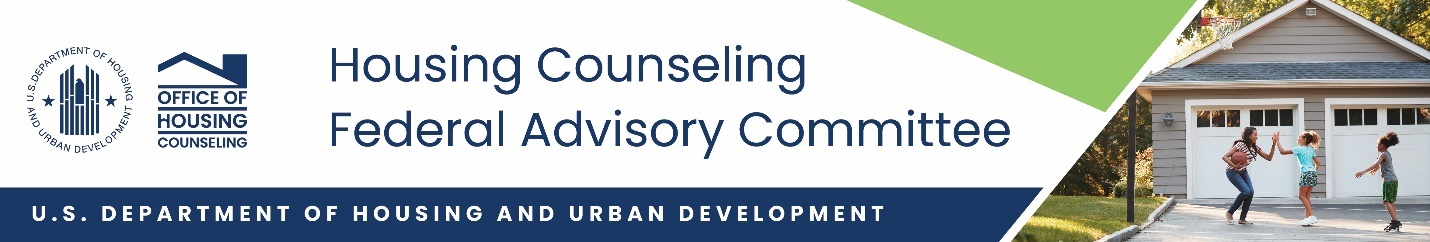 U.S. DEPARTMENT OF HOUSING
AND URBAN DEVELOPMENT
OFFICE OF
HOUSING
COUNSELING
Housing Counseling
Federal Advisory Committee
U.S. DEPARTMENT OF HOUSING AND URBAN DEVELOPMENT